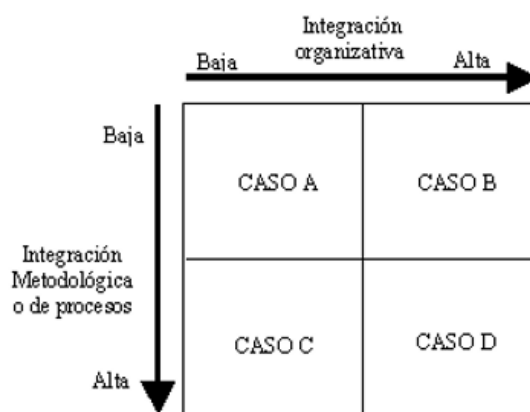 Integración
organizativa
Baja
Alta
Baja
CASO A
CASO B
Integración
Metodológica
o de procesos
CASO C
CASO D
Alta